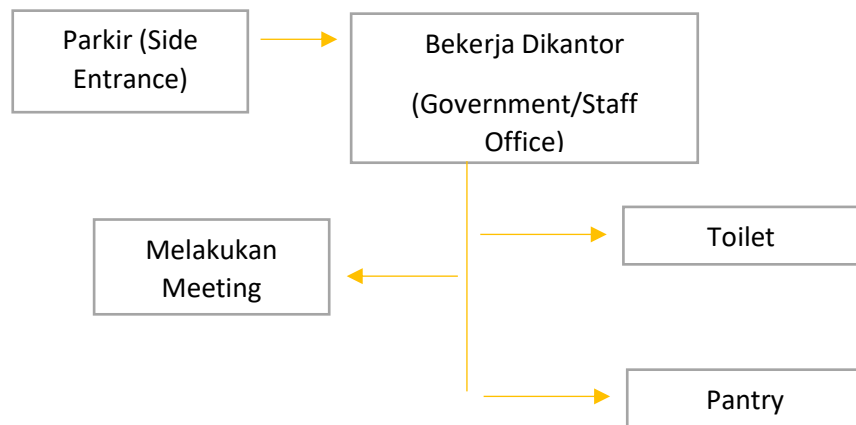 Parkir (Side
Entrance)
Bekerja Dikantor
(Government/Staff
Office)
Melakukan
Meeting
Toilet
Pantry